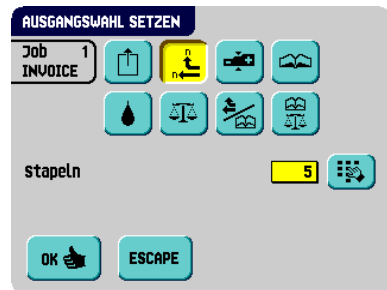 AUSGANGSWAHL SETZEN
Job 1
INVOICE
n
n
Stapeln 5
OK ESCAPE